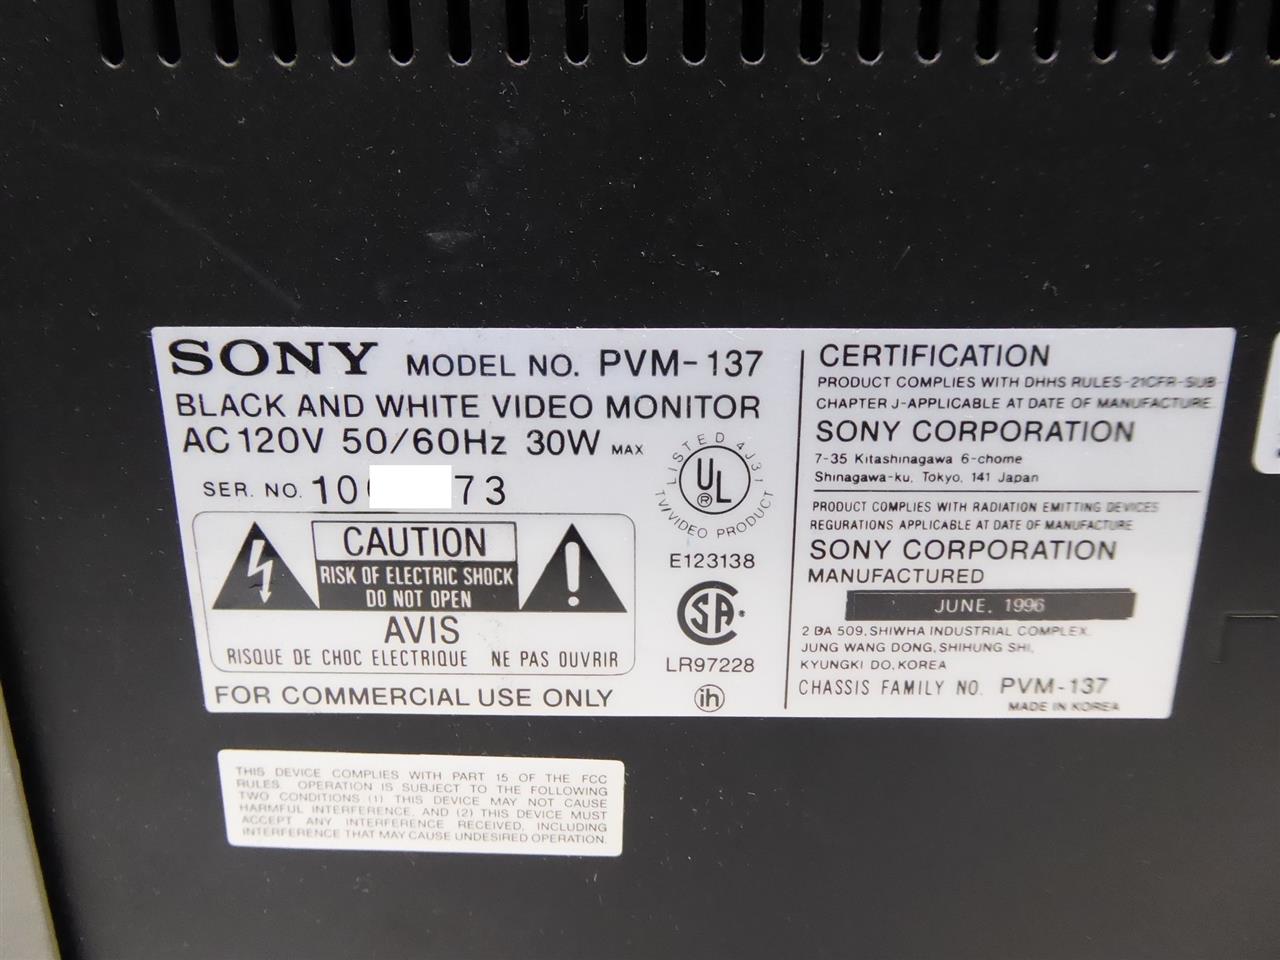 SONY MODEL NO. PVM-137
BLACK AND WHITE VIDEO MONITOR
AC 120V 50/60Hz 30W MAX
SER. NO. 10 73
CAUTION
RISK OF ELECTRIC SHOCK
DO NOT OPEN
AVIS
RISQUE DE CHOC ELECTRIQUE NE PAS OUVRIR
FOR COMMERCIAL USE ONLY
LISTED 4J31
UL
®
TV/VIDEO PRODUCT
E123138
SA
LR97228
ih
CERTIFICATION
PRODUCT COMPLIES WITH DHHS RULES-21CFR-SUB-
CHAPTER J-APPLICABLE AT DATE OF MANUFACTURE.
SONY CORPORATION
7-35 Kitashinagawa 6-chome
Shinagawa-ku, Tokyo, 141 Japan
PRODUCT COMPLIES WITH RADIATION EMITTING DEVICES
REGURATIONS APPLICABLE AT DATE OF MANUFACTURE
SONY CORPORATION
MANUFACTURED
JUNE. 1996
2 DA 509, SHIWHA INDUSTRIAL COMPLEX.
JUNG WANG DONG, SHIHUNG SHI,
KYUNGKI DO, KOREA
CHASSIS FAMILY NO. PVM-137
MADE IN KOREA
THIS DEVICE COMPLIES WITH PART 15 OF THE FCC
RULES. OPERATION IS SUBJECT TO THE FOLLOWING
TWO CONDITIONS (1) THIS DEVICE MAY NOT CAUSE
HARMFUL INTERFERENCE, AND (2) THIS DEVICE MUST
ACCEPT ANY INTERFERENCE RECEIVED, INCLUDING
INTERFERENCE THAT MAY CAUSE UNDESIRED OPERATION.